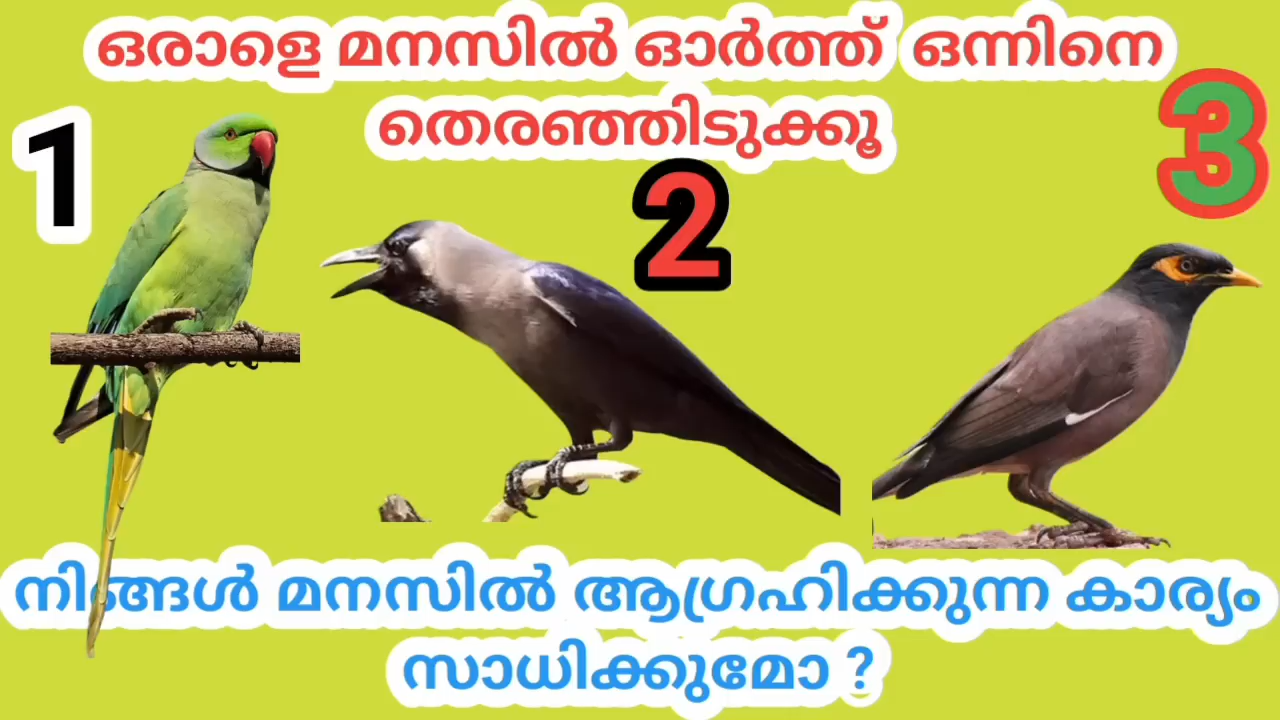 ഒരാളെ മനസിൽ ഓർത്ത് ഒന്നിനെ
തെരഞ്ഞിടുക്കൂ
1
2
3
നിങ്ങൾ മനസിൽ ആഗ്രഹിക്കുന്ന കാര്യം
സാധിക്കുമോ ?